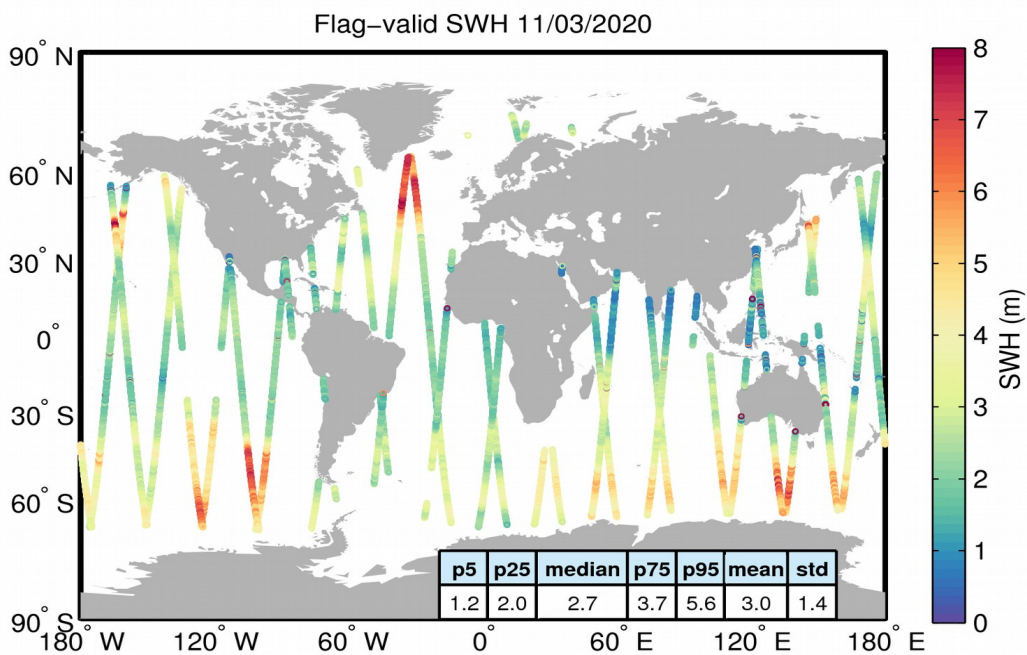 Flag−valid SWH 11/03/2020
90° N
60° N
30° N
0°
30° S
60° S
90° S
180° W
120° W
60° W
0°
60° E
120° E
180° E
8
7
6
5
4
3
2
1
0
SWH (m)
p5 p25 median p75 p95 mean std
1.2 2.0 2.7 3.7 5.6 3.0 1.4